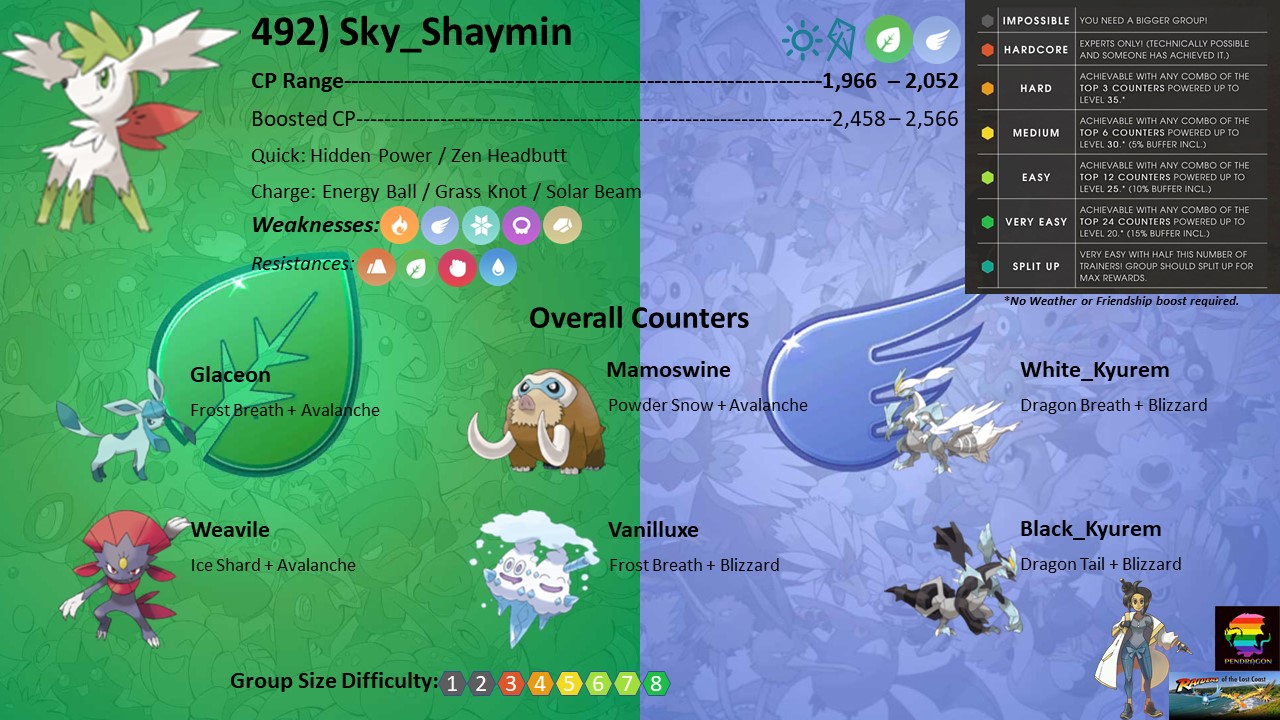 492) Sky_Shaymin
CP Range--------------------------------------------------------------------------------1,966 – 2,052
Boosted CP--------------------------------------------------------------------------------2,458 – 2,566
Quick: Hidden Power / Zen Headbutt
Charge: Energy Ball / Grass Knot / Solar Beam
Weaknesses:
Resistances:
IMPOSSIBLE YOU NEED A BIGGER GROUP!
HARDCORE EXPERTS ONLY! (TECHNICALLY POSSIBLE
AND SOMEONE HAS ACHIEVED IT.)
HARD ACHIEVABLE WITH ANY COMBO OF THE
TOP 3 COUNTERS POWERED UP TO
LEVEL 35.*
MEDIUM ACHIEVABLE WITH ANY COMBO OF THE
TOP 6 COUNTERS POWERED UP TO
LEVEL 30.* (5% BUFFER INCL.)
EASY ACHIEVABLE WITH ANY COMBO OF THE
TOP 12 COUNTERS POWERED UP TO
LEVEL 25.* (10% BUFFER INCL.)
VERY EASY ACHIEVABLE WITH ANY COMBO OF THE
TOP 24 COUNTERS POWERED UP TO
LEVEL 20.* (15% BUFFER INCL.)
SPLIT UP VERY EASY WITH HALF THIS NUMBER OF
TRAINERS! GROUP SHOULD SPLIT UP FOR
MAX REWARDS.
*No Weather or Friendship boost required.
Overall Counters
Glaceon
Frost Breath + Avalanche
Mamoswine
Powder Snow + Avalanche
White_Kyurem
Dragon Breath + Blizzard
Weavile
Ice Shard + Avalanche
Vanilluxe
Frost Breath + Blizzard
Black_Kyurem
Dragon Tail + Blizzard
Group Size Difficulty: 1 2 3 4 5 6 7 8
PENDRAGON
RAIDERS of the Lost Coast